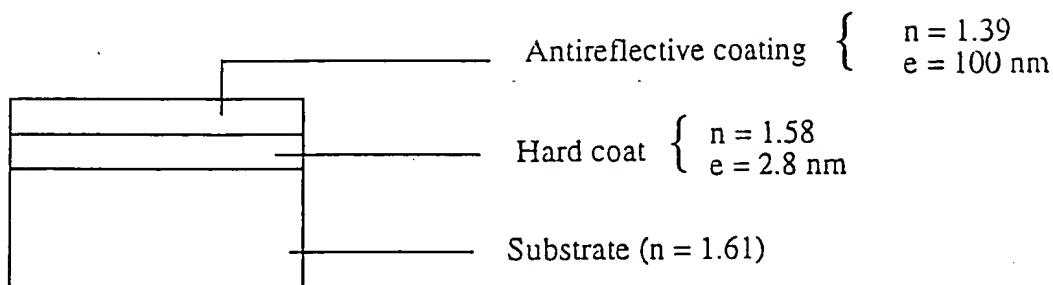 Antireflective coating { n = 1.39
e = 100 nm
Hard coat { n = 1.58
e = 2.8 nm
Substrate (n = 1.61)